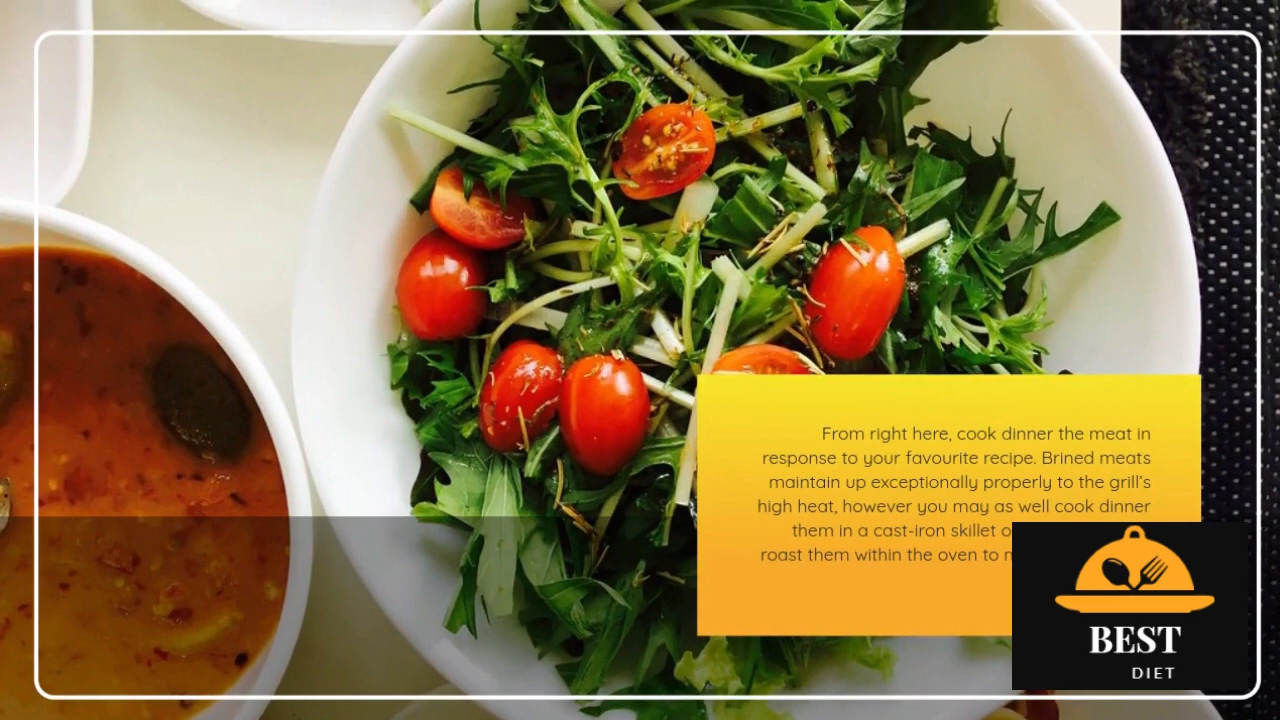 From right here, cook dinner the meat in
response to your favourite recipe. Brined meats
maintain up exceptionally properly to the grill's
high heat, however you may as well cook dinner
them in a cast-iron skillet
roast them within the oven to
BEST
DIET